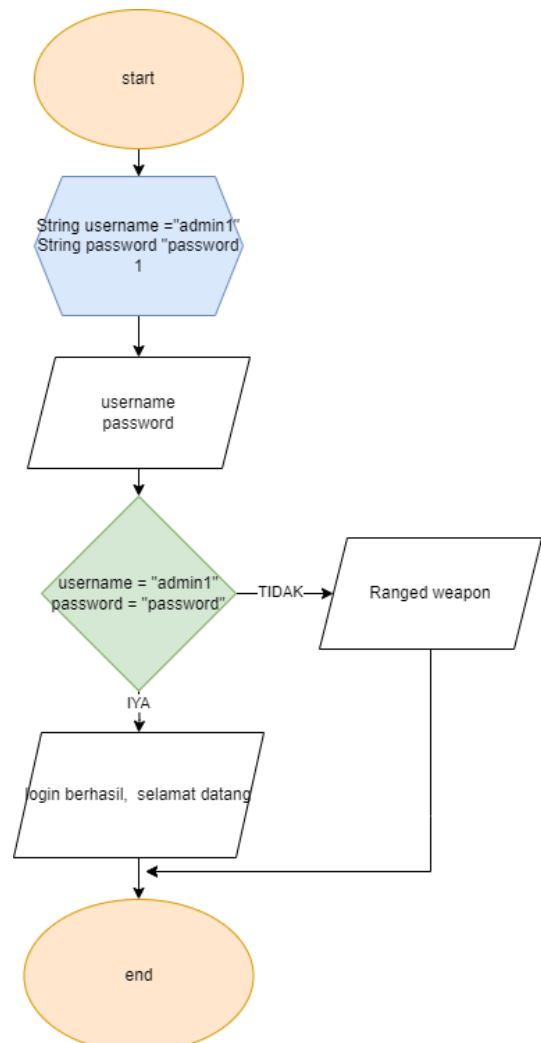 start
String username ="admin1"
String password "password
1
username
password
username = "admin1"
password = "password"
TIDAK
Ranged weapon
IYA
login berhasil, selamat datang
end